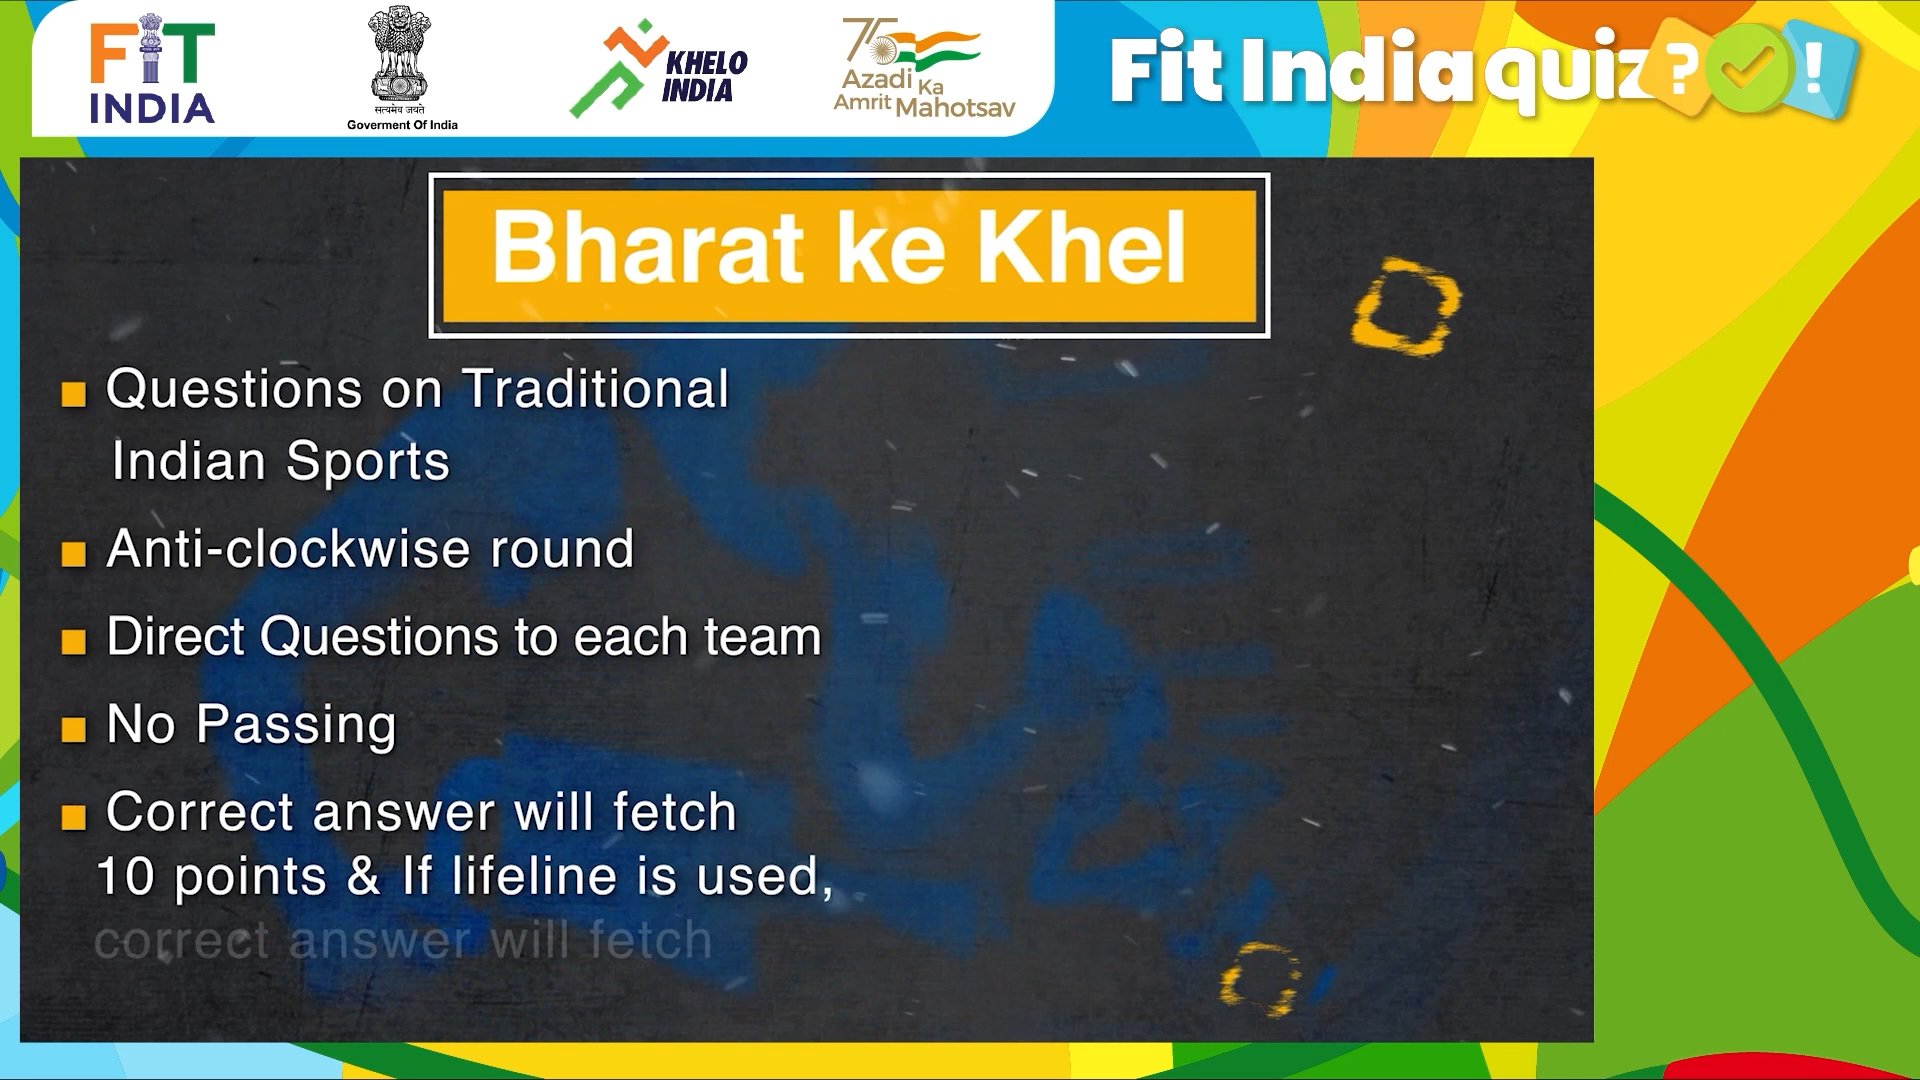 FIT
INDIA
सत्यमेव जयते
Goverment Of India
KHELO
INDIA
75
Azadi Ka
Amrit Mahotsav
Fit India quiz ? !
Bharat ke Khel
Questions on Traditional
Indian Sports
Anti-clockwise round
Direct Questions to each team
No Passing
Correct answer will fetch
10 points & If lifeline is used,
correct answer will fetch